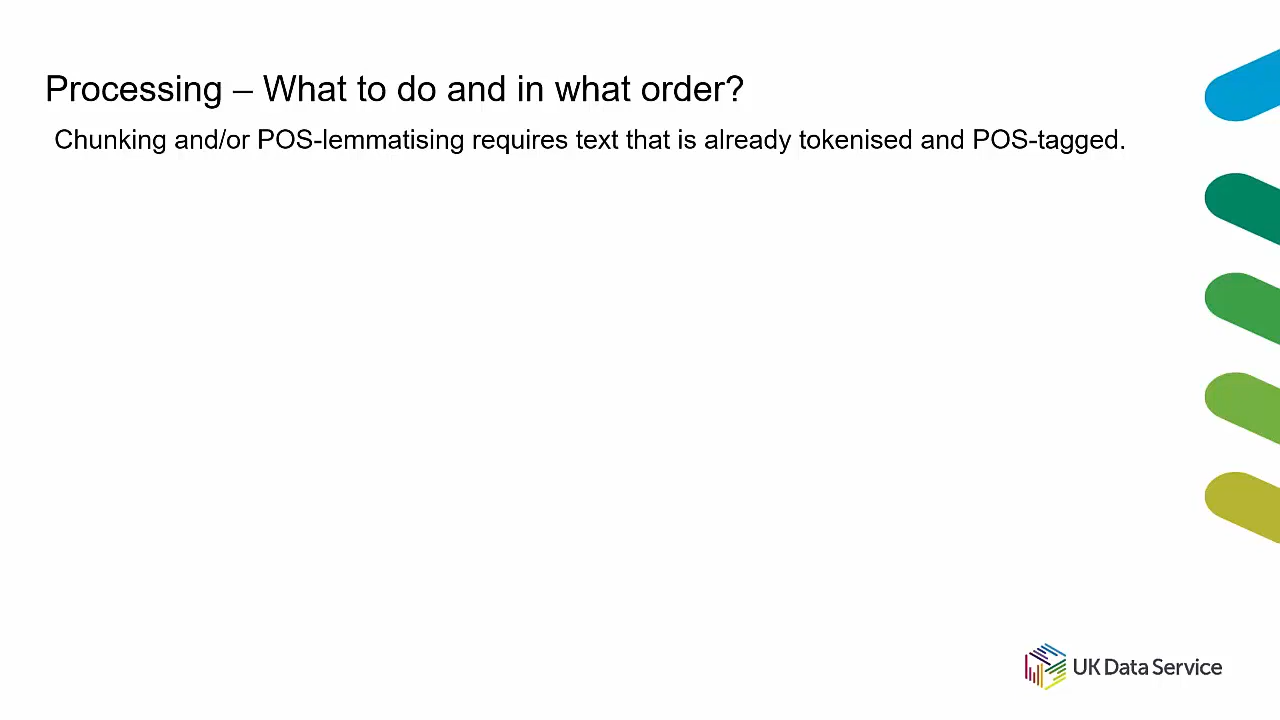 Processing – What to do and in what order?
Chunking and/or POS-lemmatising requires text that is already tokenised and POS-tagged.
UK Data Service